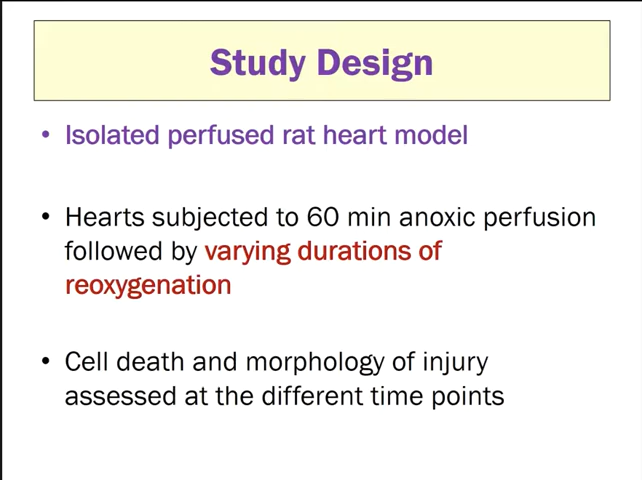 Study Design
• Isolated perfused rat heart model
• Hearts subjected to 60 min anoxic perfusion
followed by varying durations of
reoxygenation
• Cell death and morphology of injury
assessed at the different time points